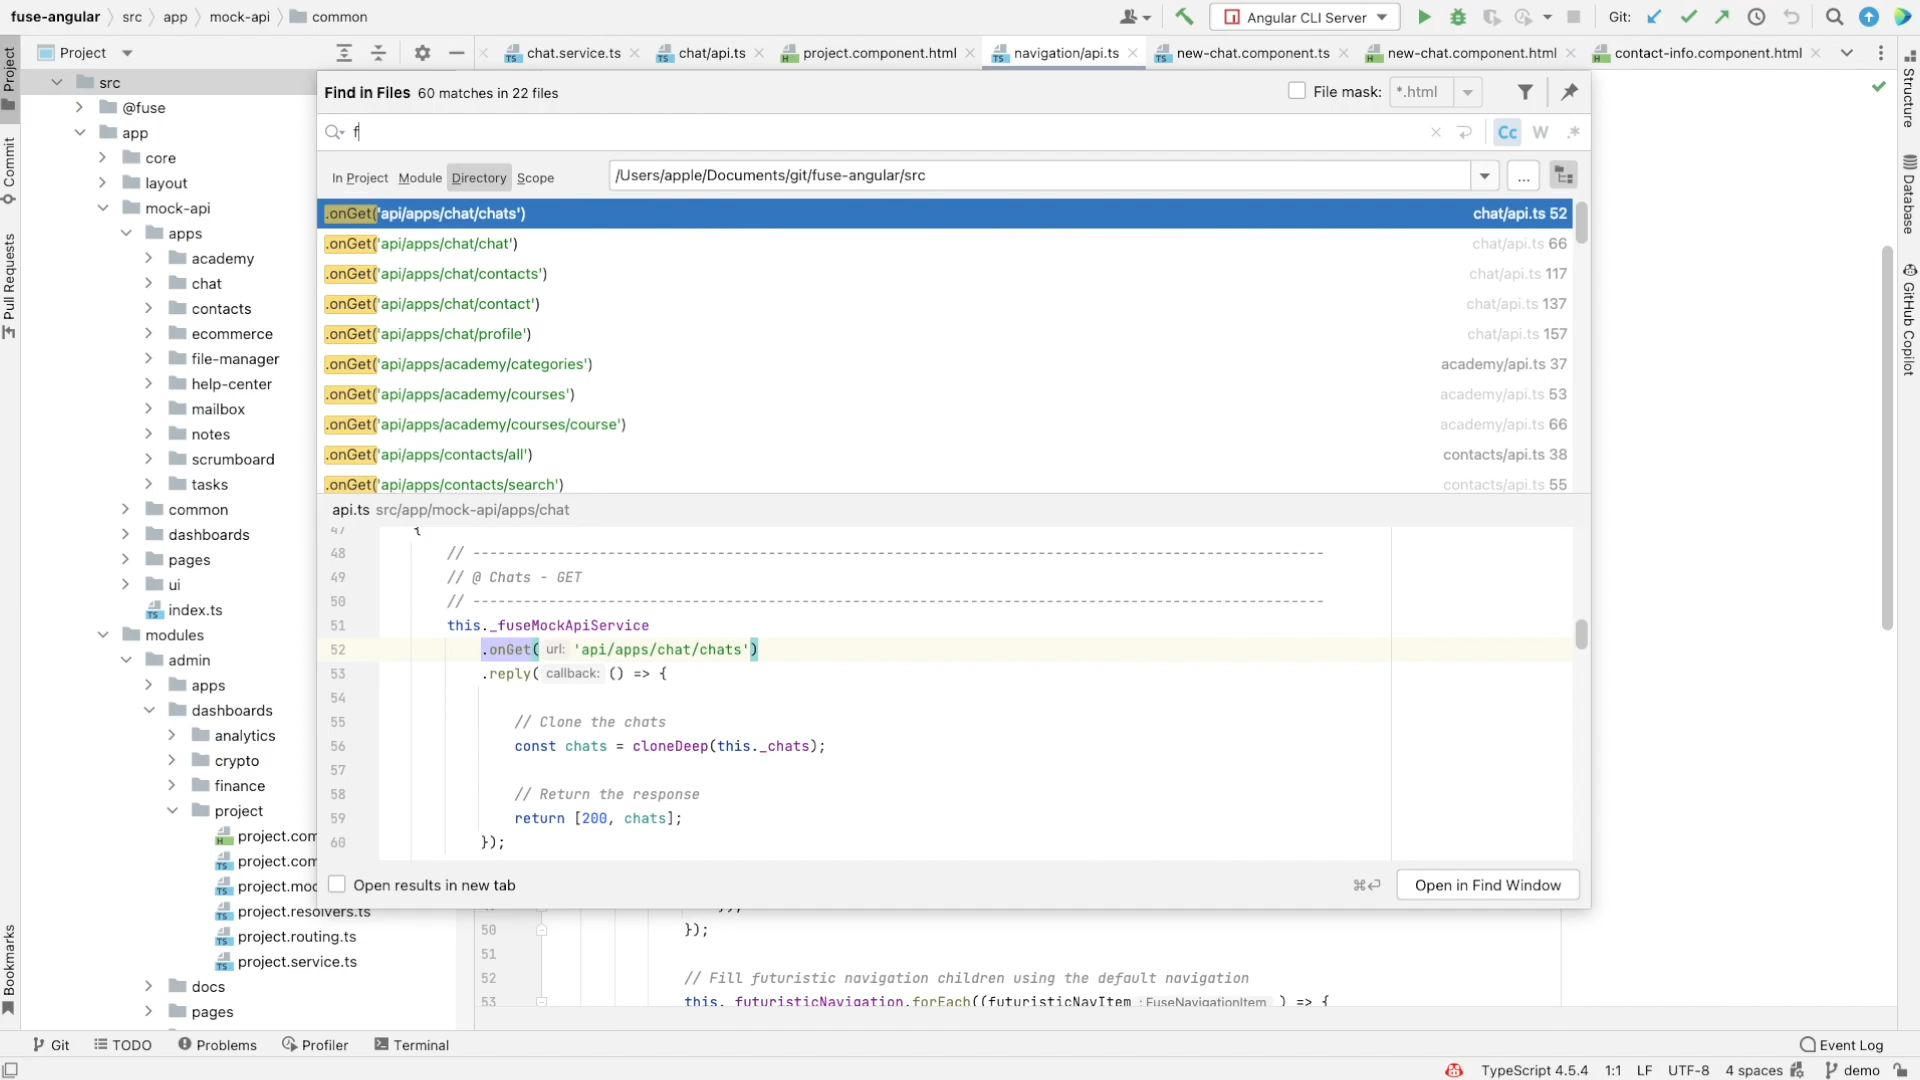 fuse-angular src app mock-api common Angular CLI Server Git:
Project chat.service.ts chat/api.ts project.component.html navigation/api.ts new-chat.component.ts new-chat.component.html contact-info.component.html
Project
Commit
Pull Requests
Bookmarks
src
@fuse
app
core
layout
mock-api
apps
academy
chat
contacts
ecommerce
file-manager
help-center
mailbox
notes
scrumboard
tasks
common
dashboards
pages
ui
index.ts
modules
admin
apps
dashboards
analytics
crypto
finance
project
project.com
project.com
project.mod
project.resolvers.ts
project.routing.ts
project.service.ts
docs
pages
Find in Files 60 matches in 22 files File mask: *.html
f Cc W .*
In Project Module Directory Scope /Users/apple/Documents/git/fuse-angular/src ...
.onGet('api/apps/chat/chats') chat/api.ts 52
.onGet('api/apps/chat/chat') chat/api.ts 66
.onGet('api/apps/chat/contacts') chat/api.ts 117
.onGet('api/apps/chat/contact') chat/api.ts 137
.onGet('api/apps/chat/profile') chat/api.ts 157
.onGet('api/apps/academy/categories') academy/api.ts 37
.onGet('api/apps/academy/courses') academy/api.ts 53
.onGet('api/apps/academy/courses/course') academy/api.ts 66
.onGet('api/apps/contacts/all') contacts/api.ts 38
.onGet('api/apps/contacts/search') contacts/api.ts 55
api.ts src/app/mock-api/apps/chat
47 {
48 // -----------------------------------------------------------------------------------------------------
49 // @ Chats - GET
50 // -----------------------------------------------------------------------------------------------------
51 this._fuseMockApiService
52 .onGet( url: 'api/apps/chat/chats')
53 .reply( callback: () => {
54
55 // Clone the chats
56 const chats = cloneDeep(this._chats);
57
58 // Return the response
59 return [200, chats];
60 });
Open results in new tab ⌘⏎ Open in Find Window
50 });
51
52 // Fill futuristic navigation children using the default navigation
53 this._futuristicNavigation.forEach((futuristicNavItem : FuseNavigationItem ) => {
Structure
Database
GitHub Copilot
Git TODO Problems Profiler Terminal Event Log
TypeScript 4.5.4 1:1 LF UTF-8 4 spaces demo